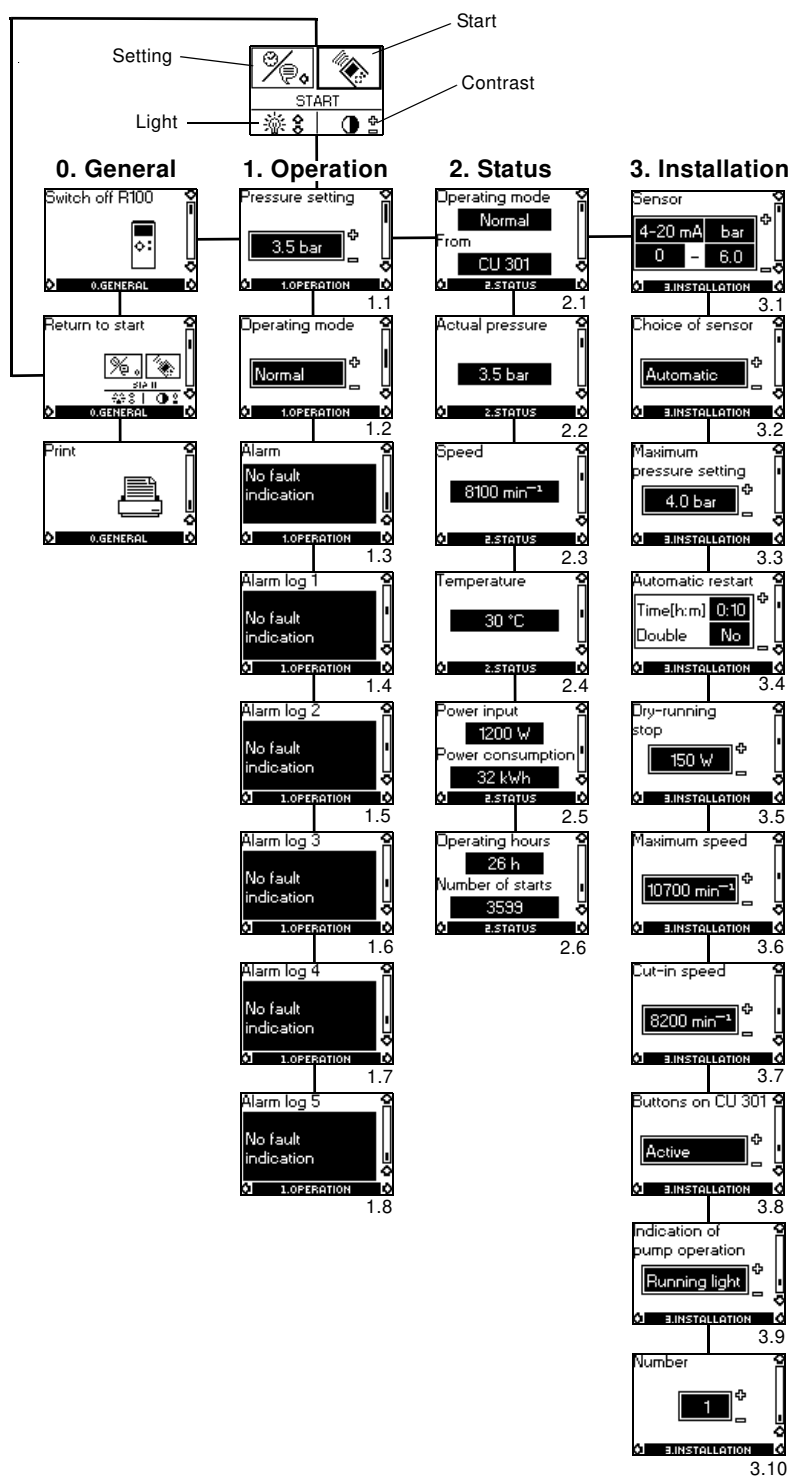 Start
Setting
Contrast
START
Light
0. General
1. Operation
2. Status
3. Installation
Switch off R100
0.GENERAL
Return to start
START
0.GENERAL
Print
0.GENERAL
Pressure setting
3.5 bar
1.OPERATION
1.1
Operating mode
Normal
1.OPERATION
1.2
Alarm
No fault
indication
1.OPERATION
1.3
Alarm log 1
No fault
indication
1.OPERATION
1.4
Alarm log 2
No fault
indication
1.OPERATION
1.5
Alarm log 3
No fault
indication
1.OPERATION
1.6
Alarm log 4
No fault
indication
1.OPERATION
1.7
Alarm log 5
No fault
indication
1.OPERATION
1.8
Operating mode
Normal
From
CU 301
2.STATUS
2.1
Actual pressure
3.5 bar
2.STATUS
2.2
Speed
8100 min⁻¹
2.STATUS
2.3
Temperature
30 °C
2.STATUS
2.4
Power input
1200 W
Power consumption
32 kWh
2.STATUS
2.5
Operating hours
26 h
Number of starts
3599
2.STATUS
2.6
Sensor
4-20 mA bar
0 - 6.0
3.INSTALLATION
3.1
Choice of sensor
Automatic
3.INSTALLATION
3.2
Maximum
pressure setting
4.0 bar
3.INSTALLATION
3.3
Automatic restart
Time[h:m] 0:10
Double No
3.INSTALLATION
3.4
Dry-running
stop
150 W
3.INSTALLATION
3.5
Maximum speed
10700 min⁻¹
3.INSTALLATION
3.6
Cut-in speed
8200 min⁻¹
3.INSTALLATION
3.7
Buttons on CU 301
Active
3.INSTALLATION
3.8
Indication of
pump operation
Running light
3.INSTALLATION
3.9
Number
1
3.INSTALLATION
3.10